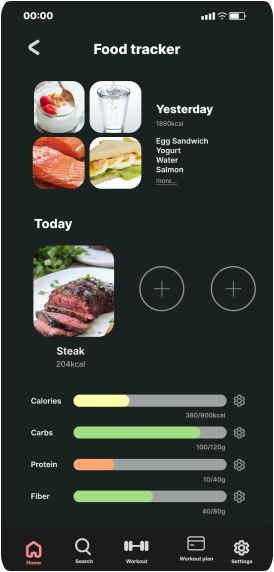 00:00
Food tracker
Yesterday
1890kcal
Egg Sandwich
Yogurt
Water
Salmon
more...
Today
Steak
204kcal
Calories
380/900kcal
Carbs
100/120g
Protein
10/40g
Fiber
40/80g
Home
Search
Workout
Workout plan
Settings